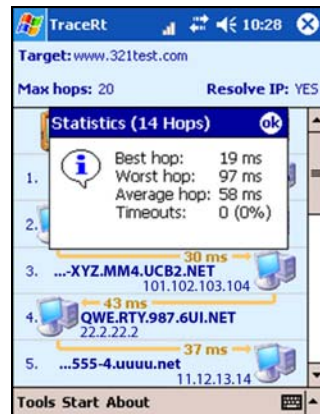 TraceRt 10:28
Target: www.321test.com
Max hops: 20 Resolve IP: YES
Statistics (14 Hops) ok
Best hop: 19 ms
Worst hop: 97 ms
Average hop: 58 ms
Timeouts: 0 (0%)
1.
2.
30 ms
3. ...-XYZ.MM4.UCB2.NET
101.102.103.104
43 ms
4. QWE.RTY.987.6UI.NET
22.2.22.2
37 ms
5. ...555-4.uuuu.net
11.12.13.14
Tools Start About